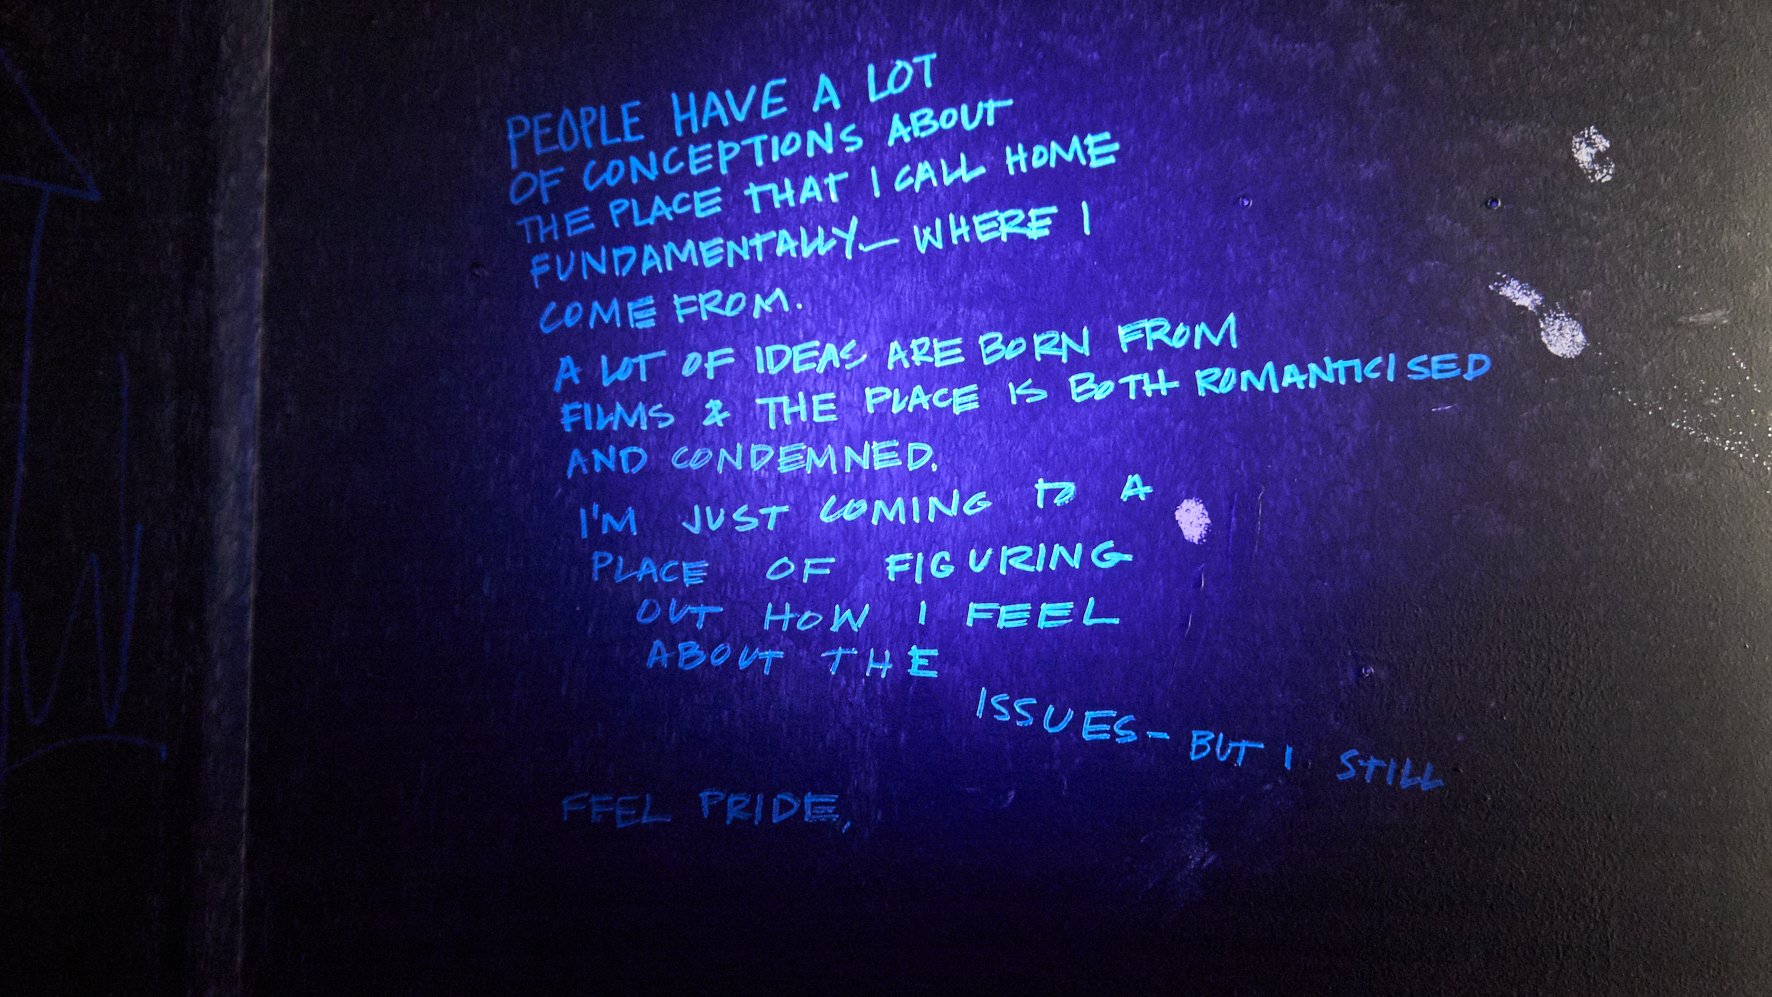 PEOPLE HAVE A LOT
OF CONCEPTIONS ABOUT
THE PLACE THAT I CALL HOME
FUNDAMENTALLY— WHERE I
COME FROM.
A LOT OF IDEAS ARE BORN FROM
FILMS & THE PLACE IS BOTH ROMANTICISED
AND CONDEMNED.
I'M JUST COMING TO A
PLACE OF FIGURING
OUT HOW I FEEL
ABOUT THE
ISSUES— BUT I STILL
FEEL PRIDE,